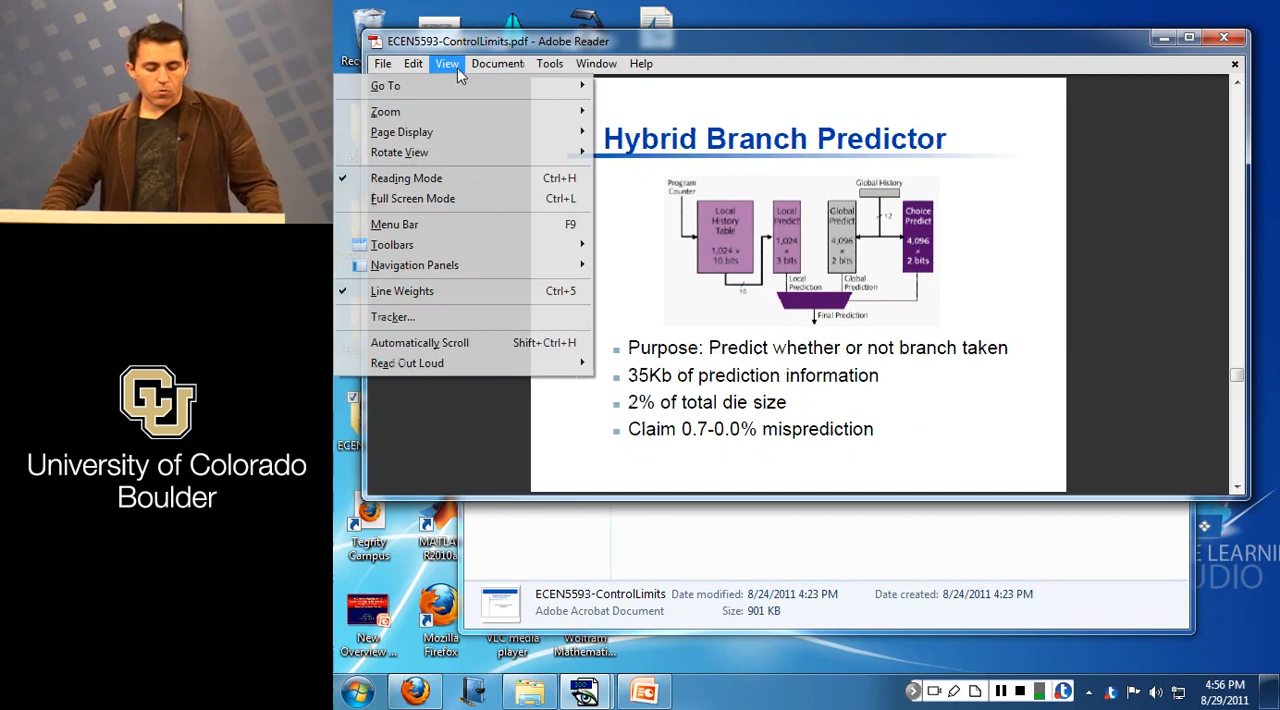 ECEN5593-ControlLimits.pdf - Adobe Reader
File Edit View Document Tools Window Help
Go To
Zoom
Page Display
Rotate View
Reading Mode Ctrl+H
Full Screen Mode Ctrl+L
Menu Bar F9
Toolbars
Navigation Panels
Line Weights Ctrl+5
Tracker...
Automatically Scroll Shift+Ctrl+H
Read Out Loud
Hybrid Branch Predictor
Program
Counter
Global History
Local
History
Table
1,024 ×
10 bits
Local
Predict
1,024
×
3 bits
Global
Predict
4,096
×
2 bits
12
Choice
Predict
4,096
×
2 bits
10
Local
Prediction
Global
Prediction
Final Prediction
Purpose: Predict whether or not branch taken
35Kb of prediction information
2% of total die size
Claim 0.7-0.0% misprediction
CU
University of Colorado
Boulder
Tegrity
Campus
MATLA
R2010a
New
Overview ...
Mozilla
Firefox
VLC media
player
Wolfram
Mathemati...
ECEN5593-ControlLimits Date modified: 8/24/2011 4:23 PM Date created: 8/24/2011 4:23 PM
Adobe Acrobat Document Size: 901 KB
E LEARNING
UDIO
4:56 PM
8/29/2011